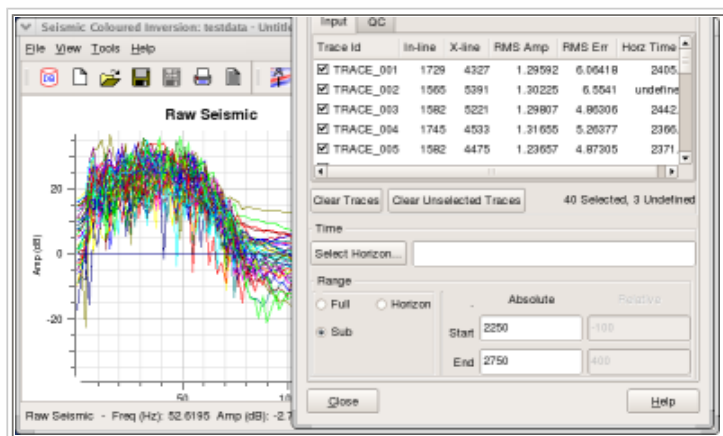 Seismic Coloured Inversion: testdata - Untitle
File View Tools Help
Raw Seismic
Amp (dB)
20
0
-20
50
Raw Seismic - Freq (Hz): 52.6195 Amp (dB): -2.7
Input QC
Trace Id In-line X-line RMS Amp RMS Err Horz Time
TRACE_001 1729 4327 1.29592 6.06418 2405.
TRACE_002 1565 5391 1.30225 6.5541 undefine
TRACE_003 1582 5221 1.29807 4.86306 2442.
TRACE_004 1745 4533 1.31655 5.26377 2366.
TRACE_005 1582 4475 1.23657 4.87305 2371.
Clear Traces Clear Unselected Traces 40 Selected, 3 Undefined
Time
Select Horizon...
Range
Full Horizon - Absolute Relative
Sub Start 2250 -100
End 2750 400
Close Help